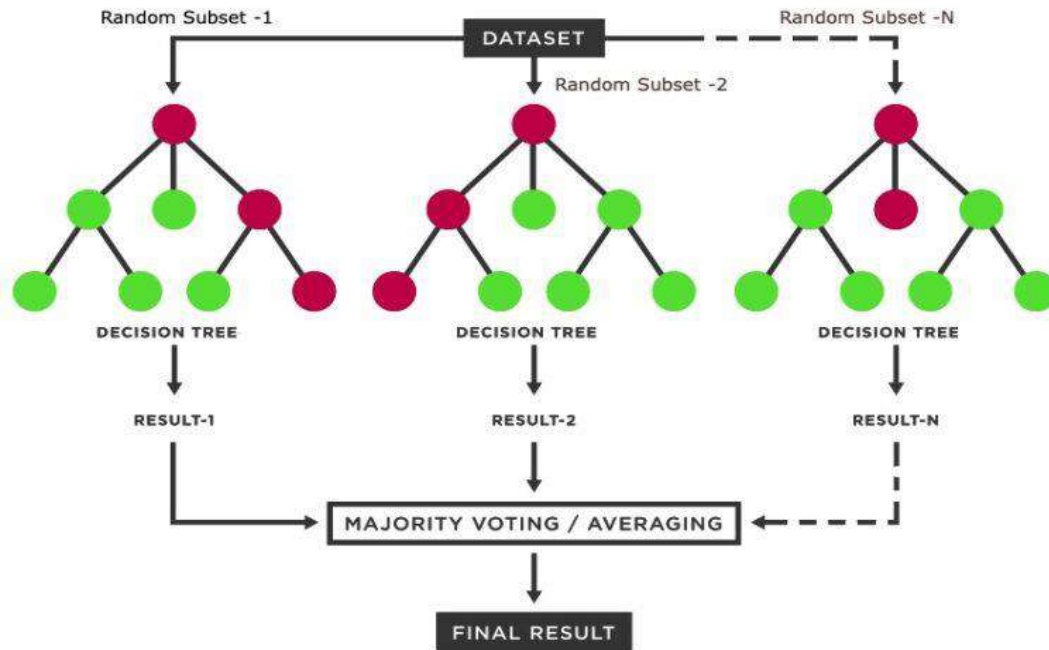 Random Subset -1
Random Subset -N
DATASET
Random Subset -2
DECISION TREE
DECISION TREE
DECISION TREE
RESULT-1
RESULT-2
RESULT-N
MAJORITY VOTING / AVERAGING
FINAL RESULT